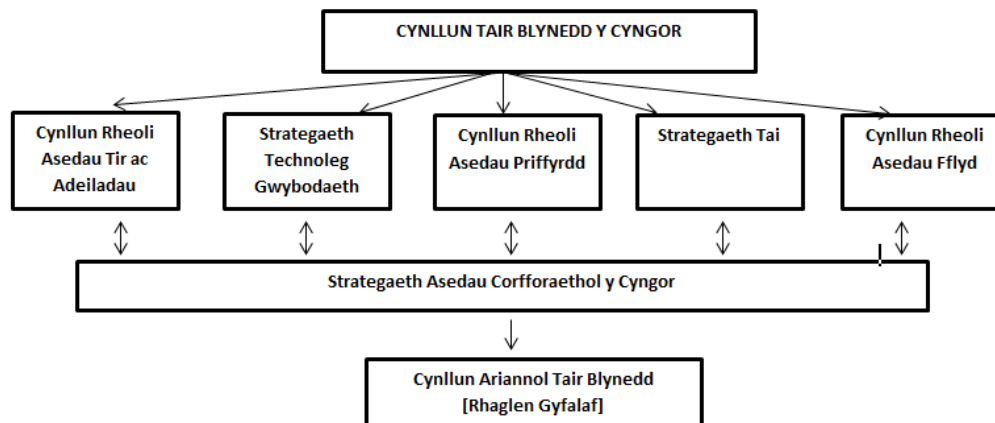 CYNLLUN TAIR BLYNEDD Y CYNGOR
Cynllun Rheoli
Asedau Tir ac
Adeiladau
Strategaeth
Technoleg
Gwybodaeth
Cynllun Rheoli
Asedau Priffyrdd
Strategaeth Tai
Cynllun Rheoli
Asedau Fflyd
Strategaeth Asedau Corfforaethol y Cyngor
Cynllun Ariannol Tair Blynedd
[Rhaglen Gyfalaf]